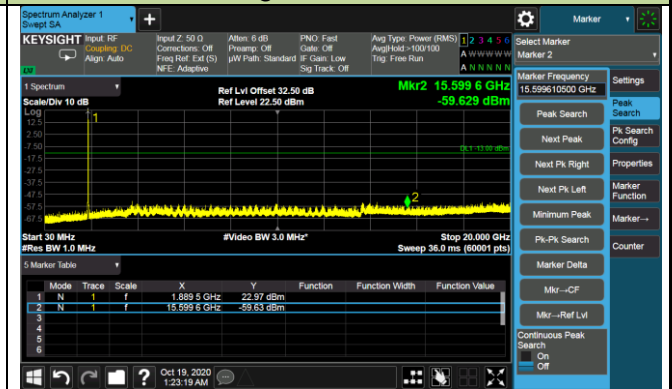 Spectrum Analyzer 1
Swept SA
+
Marker
KEYSIGHT Input: RF
Coupling: DC
Align: Auto
Input Z: 50 Ω
Corrections: Off
Freq Ref: Ext (S)
NFE: Adaptive
Atten: 6 dB
Preamp: Off
µW Path: Standard
PNO: Fast
Gate: Off
IF Gain: Low
Sig Track: Off
Avg Type: Power (RMS)
Avg|Hold:>100/100
Trig: Free Run
1 2 3 4 5 6
A W W W W W
A N N N N N
LXI
Select Marker
Marker 2
1 Spectrum
Scale/Div 10 dB
Ref Lvl Offset 32.50 dB
Ref Level 22.50 dBm
Mkr2 15.599 6 GHz
-59.629 dBm
Log
12.5
2.50
-7.50
-17.5
-27.5
-37.5
-47.5
-57.5
-67.5
1
2
DL1 -13.00 dBm
Start 30 MHz
#Res BW 1.0 MHz
#Video BW 3.0 MHz*
Stop 20.000 GHz
Sweep 36.0 ms (60001 pts)
5 Marker Table
Mode Trace Scale X Y Function Function Width Function Value
1 N 1 f 1.889 5 GHz 22.97 dBm
2 N 1 f 15.599 6 GHz -59.63 dBm
3
4
5
6
Marker Frequency
15.599610500 GHz
Peak Search
Next Peak
Next Pk Right
Next Pk Left
Minimum Peak
Pk-Pk Search
Marker Delta
Mkr→CF
Mkr→Ref Lvl
Continuous Peak
Search
On
Off
Settings
Peak
Search
Pk Search
Config
Properties
Marker
Function
Marker→
Counter
?
Oct 19, 2020
1:23:19 AM